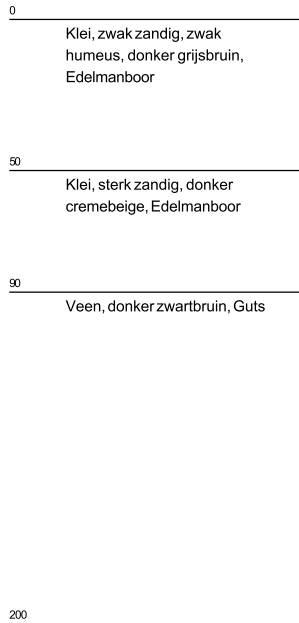 0
Klei, zwak zandig, zwak
humeus, donker grijsbruin,
Edelmanboor
50
Klei, sterk zandig, donker
cremebeige, Edelmanboor
90
Veen, donker zwartbruin, Guts
200